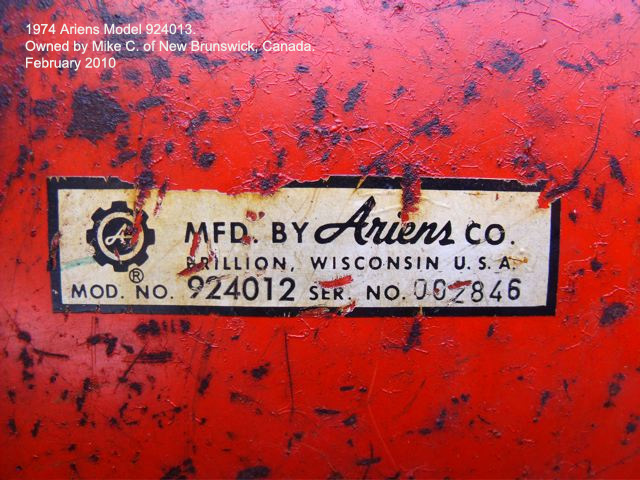 1974 Ariens Model 924013.
Owned by Mike C. of New Brunswick, Canada.
February 2010
MFD. BY Ariens CO.
BRILLION, WISCONSIN U.S.A.
MOD. NO. 924012 SER. NO. 002846